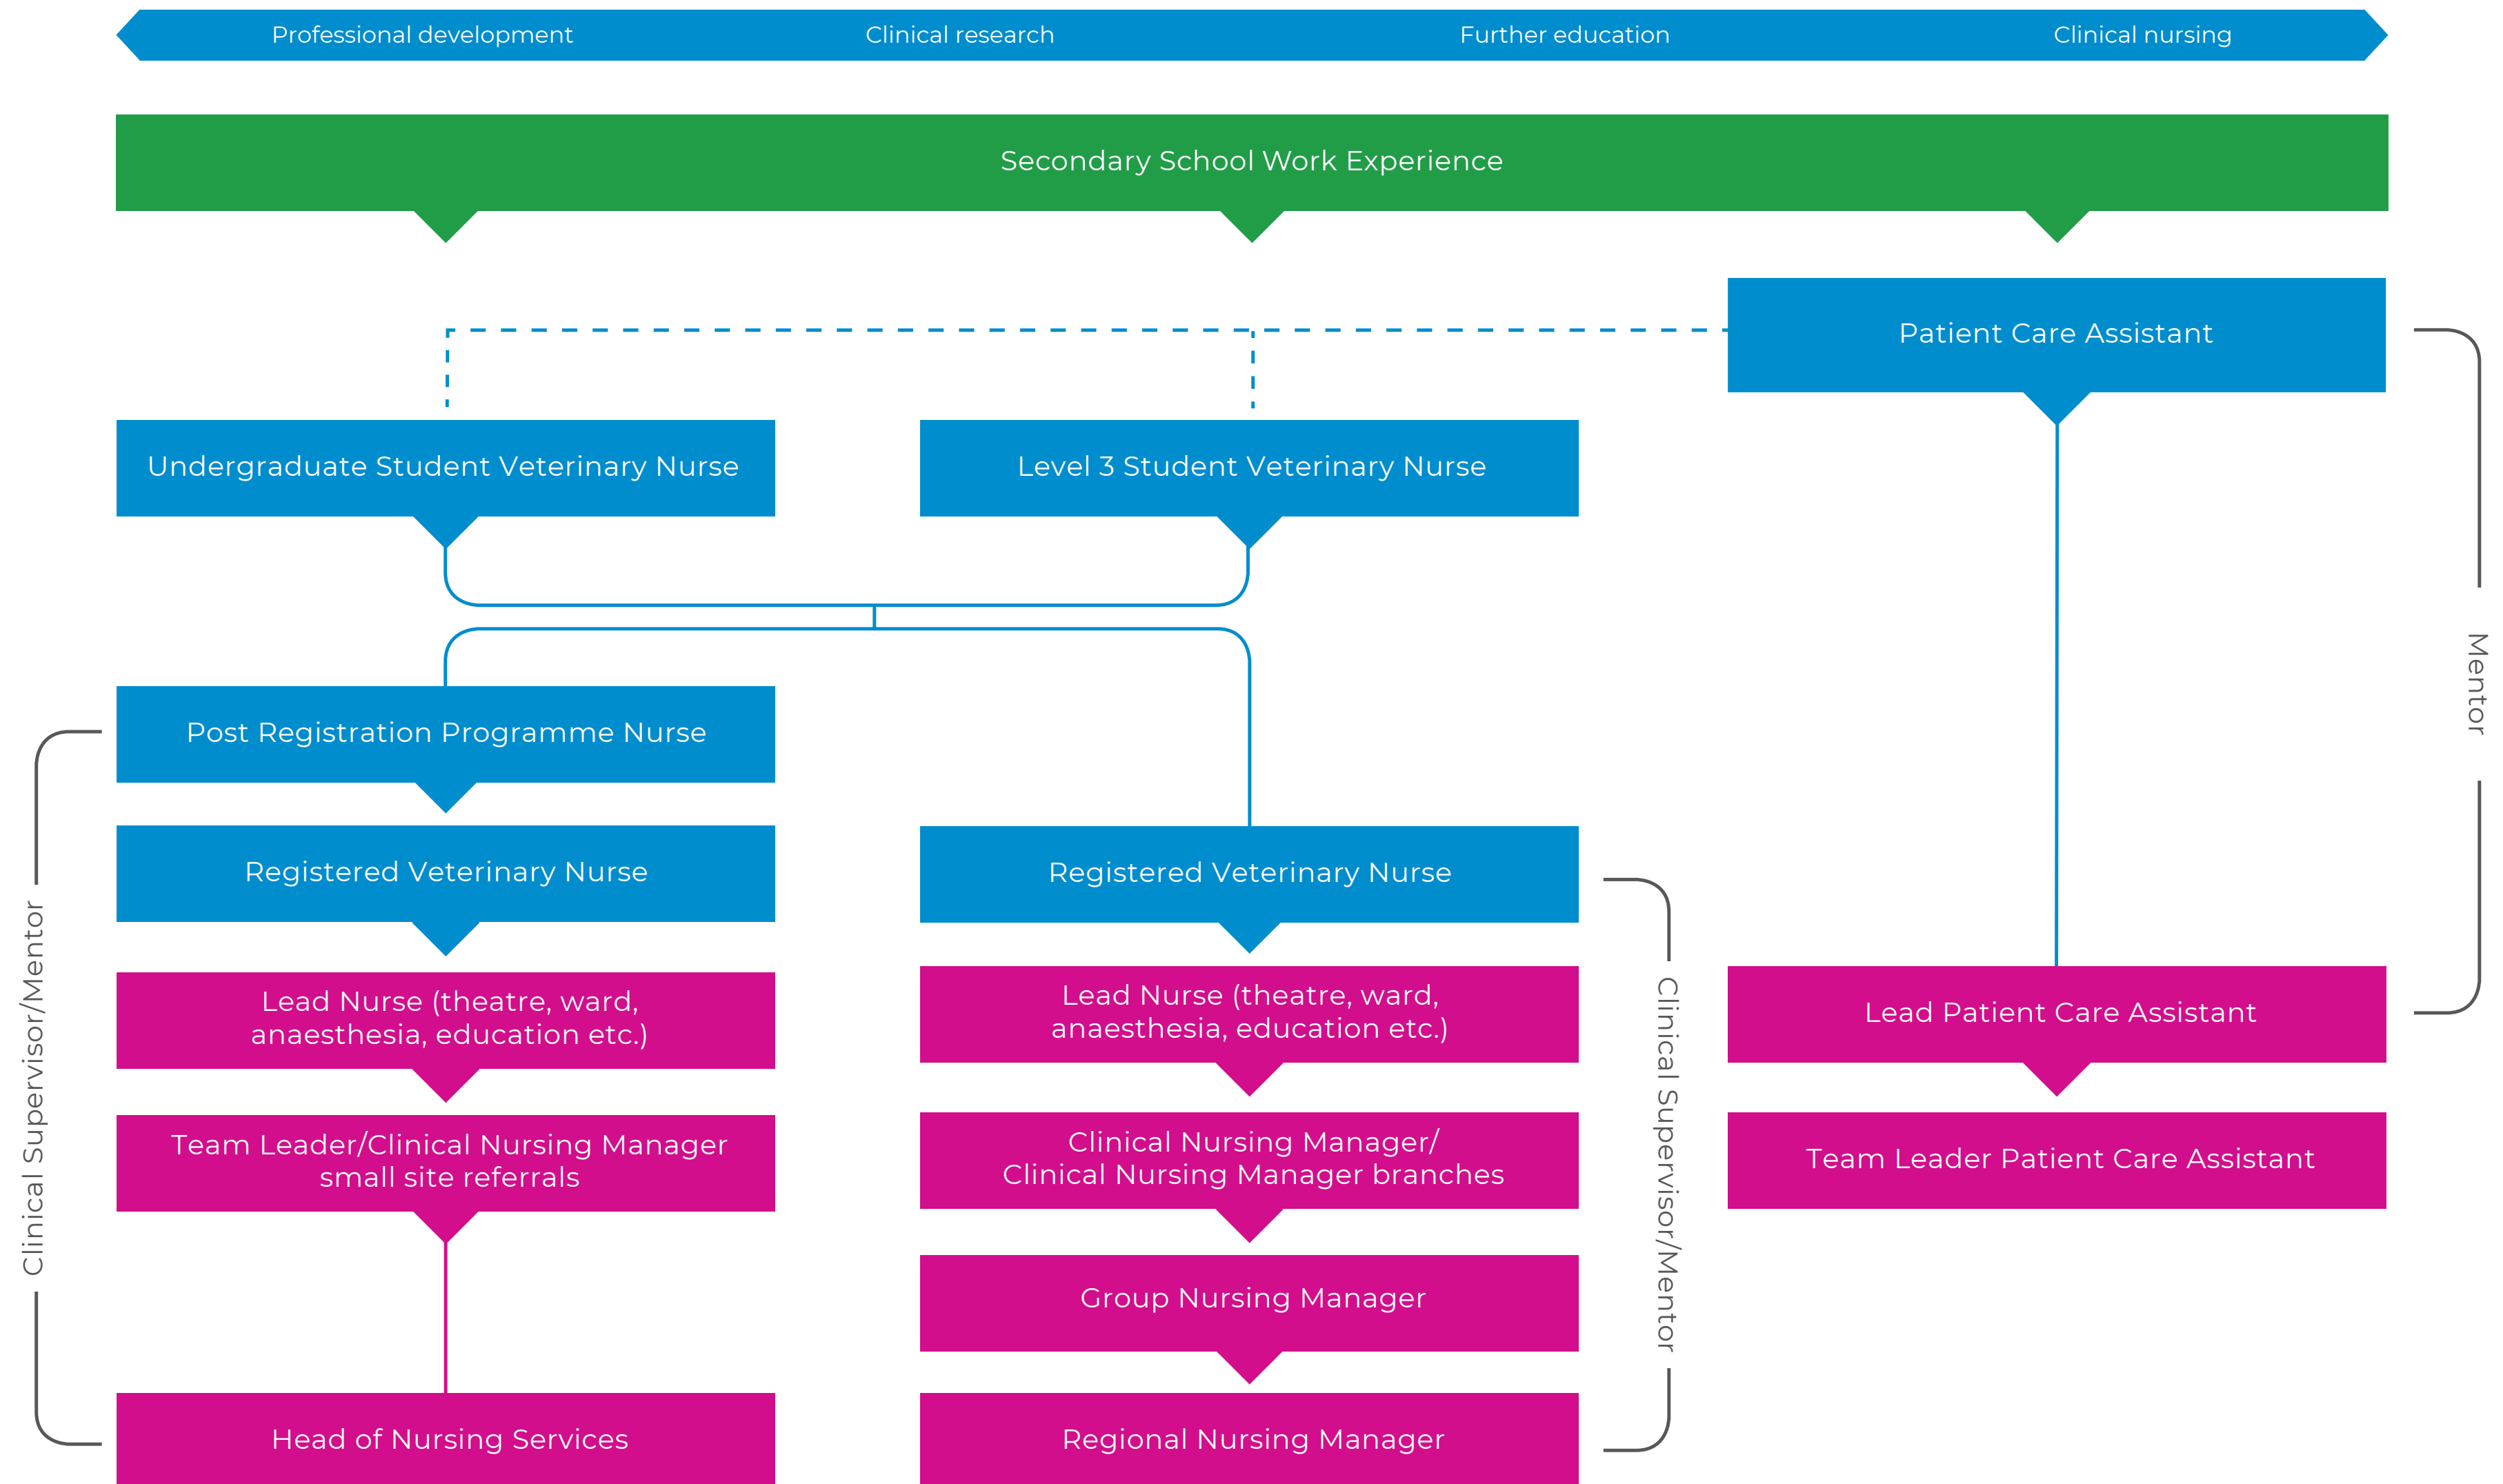 Professional development
Clinical research
Further education
Clinical nursing
Secondary School Work Experience
Patient Care Assistant
Undergraduate Student Veterinary Nurse
Level 3 Student Veterinary Nurse
Mentor
Post Registration Programme Nurse
Registered Veterinary Nurse
Registered Veterinary Nurse
Clinical Supervisor/Mentor
Lead Nurse (theatre, ward,
anaesthesia, education etc.)
Lead Nurse (theatre, ward,
anaesthesia, education etc.)
Clinical Supervisor/Mentor
Lead Patient Care Assistant
Team Leader/Clinical Nursing Manager
small site referrals
Clinical Nursing Manager/
Clinical Nursing Manager branches
Team Leader Patient Care Assistant
Group Nursing Manager
Head of Nursing Services
Regional Nursing Manager